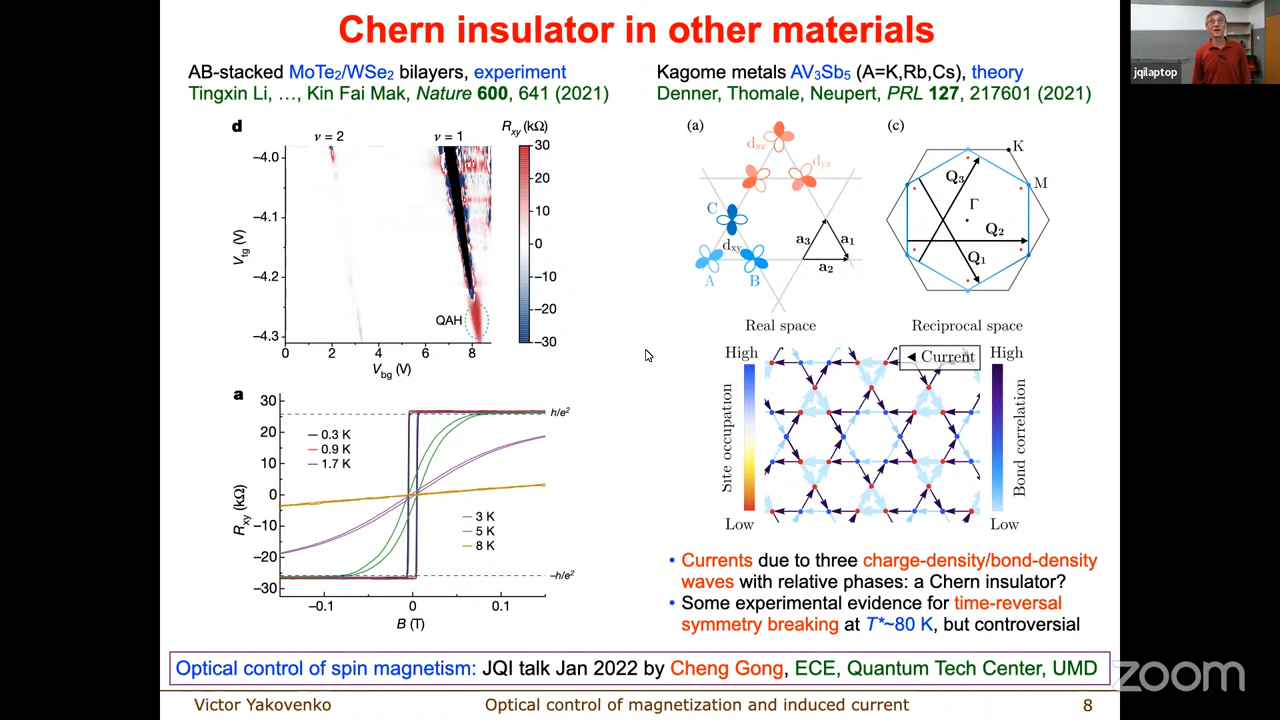 Chern insulator in other materials
AB-stacked MoTe₂/WSe₂ bilayers, experiment
Tingxin Li, …, Kin Fai Mak, Nature 600, 641 (2021)
Kagome metals AV₃Sb₅ (A=K,Rb,Cs), theory
Denner, Thomale, Neupert, PRL 127, 217601 (2021)
d
ν = 2
ν = 1
Rxy (kΩ)
30
20
10
0
−10
−20
−30
−4.0
−4.1
−4.2
−4.3
Vtg (V)
QAH
0
2
4
6
8
Vbg (V)
a
30
20
10
0
−10
−20
−30
Rxy (kΩ)
h/e²
−h/e²
0.3 K
0.9 K
1.7 K
3 K
5 K
8 K
−0.1
0
0.1
B (T)
(a)
dxz
dyz
C
dxy
A
B
a₃
a₁
a₂
Real space
(c)
K
M
Q₃
Γ
Q₂
Q₁
Reciprocal space
High
Site occupation
Low
Current
High
Bond correlation
Low
• Currents due to three charge-density/bond-density
waves with relative phases: a Chern insulator?
• Some experimental evidence for time-reversal
symmetry breaking at T*~80 K, but controversial
Optical control of spin magnetism: JQI talk Jan 2022 by Cheng Gong, ECE, Quantum Tech Center, UMD
Victor Yakovenko
Optical control of magnetization and induced current
8
jqilaptop
zoom